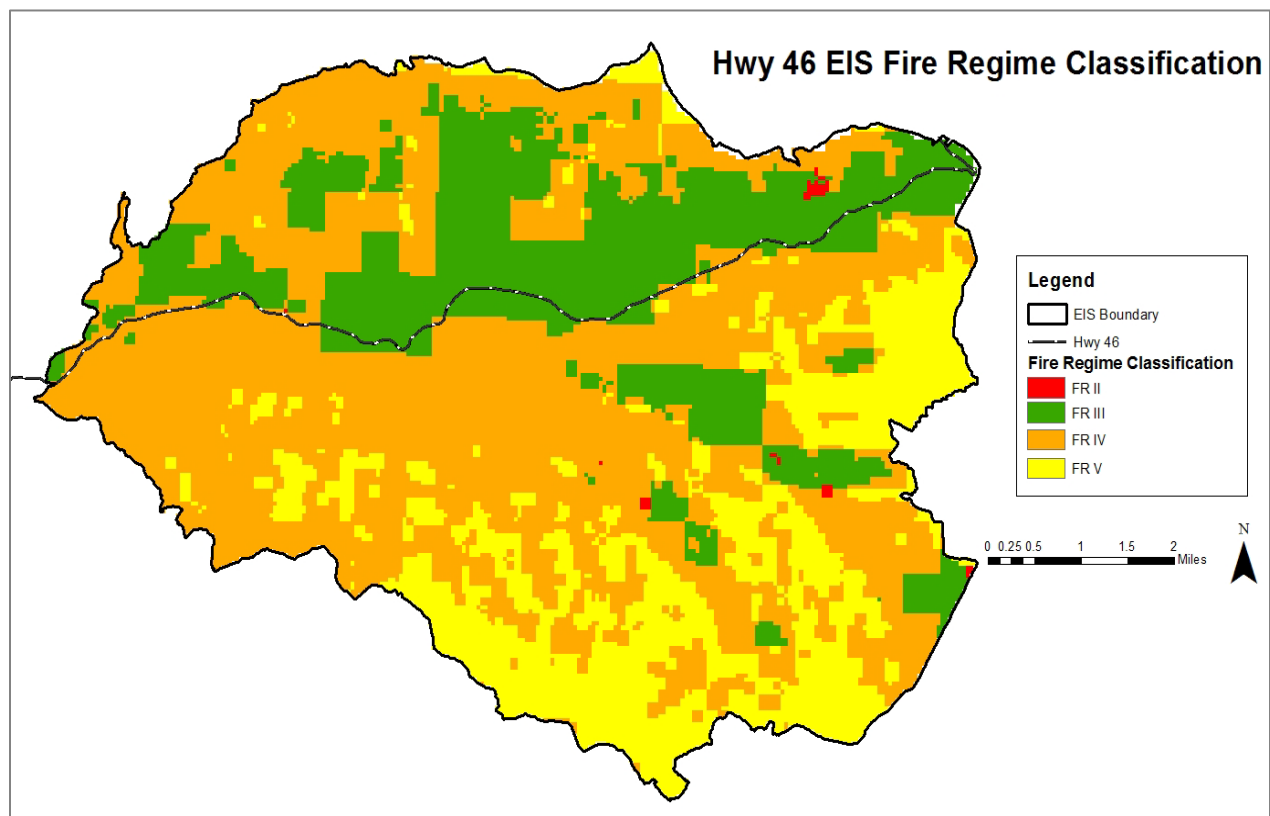 Hwy 46 EIS Fire Regime Classification
Legend
EIS Boundary
Hwy 46
Fire Regime Classification
FR II
FR III
FR IV
FR V
N
0 0.25 0.5 1 1.5 2
Miles